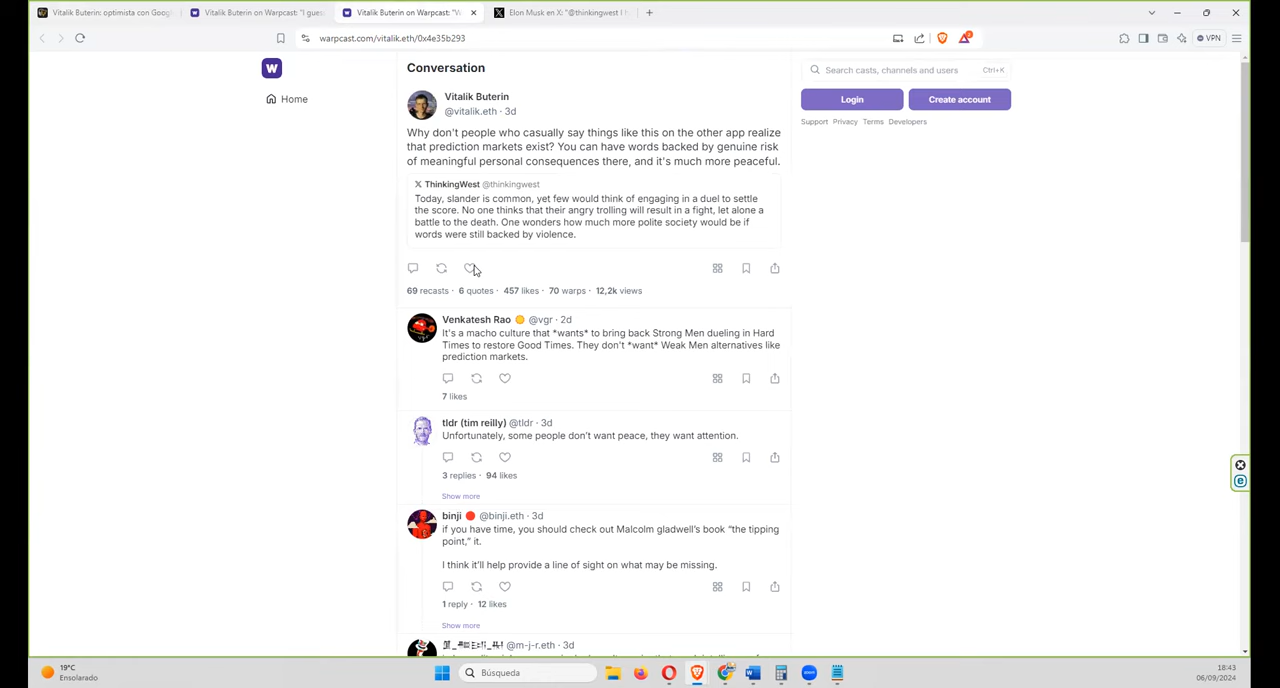 Vitalik Buterin: optimista con Goog
Vitalik Buterin on Warpcast: "I gues
Vitalik Buterin on Warpcast: "V
Elon Musk en X: "@thinkingwest I
warpcast.com/vitalik.eth/0x4e35b293
VPN
W
Home
Conversation
Search casts, channels and users
Ctrl+K
Login
Create account
Support Privacy Terms Developers
Vitalik Buterin
@vitalik.eth · 3d
Why don't people who casually say things like this on the other app realize
that prediction markets exist? You can have words backed by genuine risk
of meaningful personal consequences there, and it's much more peaceful.
ThinkingWest @thinkingwest
Today, slander is common, yet few would think of engaging in a duel to settle
the score. No one thinks that their angry trolling will result in a fight, let alone a
battle to the death. One wonders how much more polite society would be if
words were still backed by violence.
69 recasts · 6 quotes · 457 likes · 70 warps · 12,2k views
Venkatesh Rao @vgr · 2d
It's a macho culture that *wants* to bring back Strong Men dueling in Hard
Times to restore Good Times. They don't *want* Weak Men alternatives like
prediction markets.
7 likes
tldr (tim reilly) @tldr · 3d
Unfortunately, some people don't want peace, they want attention.
3 replies · 94 likes
Show more
binji @binji.eth · 3d
if you have time, you should check out Malcolm gladwell's book "the tipping
point," it.
I think it'll help provide a line of sight on what may be missing.
1 reply · 12 likes
Show more
@m-j-r.eth · 3d
19°C
Soleado
Búsqueda
18:43
06/09/2024